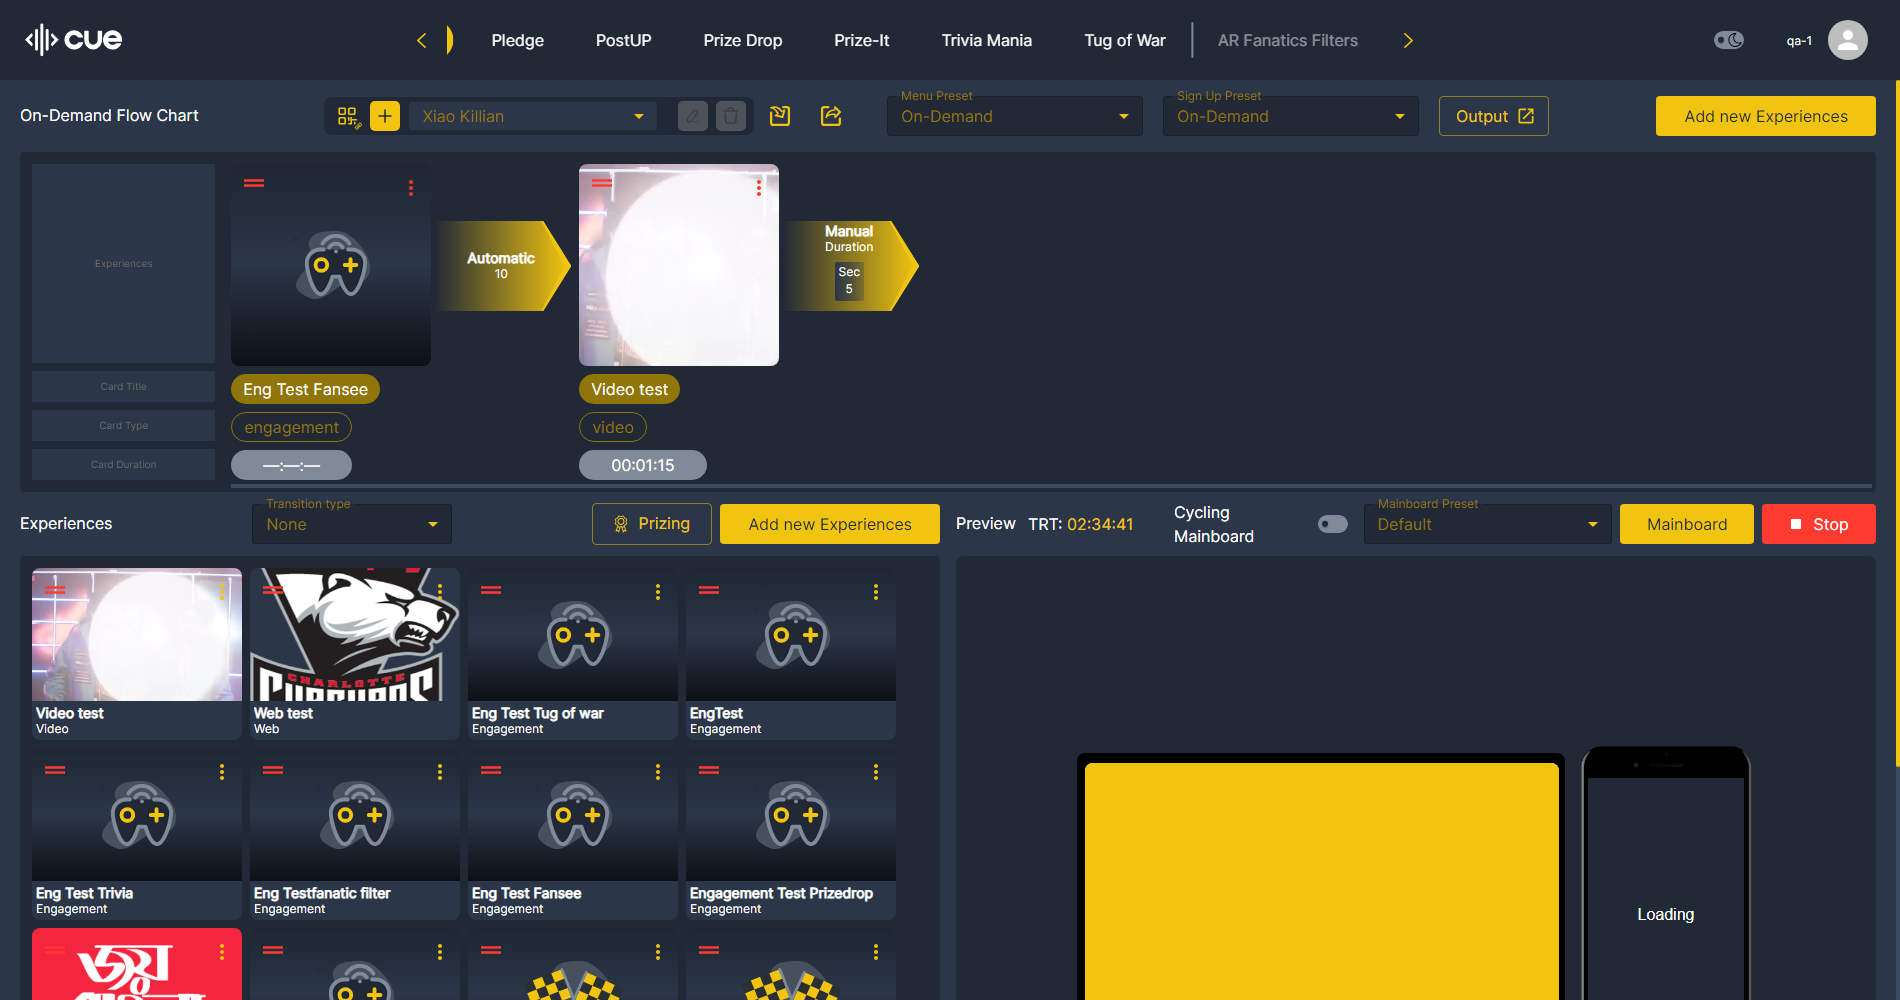 cue
Pledge
PostUP
Prize Drop
Prize-It
Trivia Mania
Tug of War
AR Fanatics Filters
qa-1
On-Demand Flow Chart
Xiao Killian
Menu Preset
On-Demand
Sign Up Preset
On-Demand
Output
Add new Experiences
Experiences
Automatic
10
Manual
Duration
Sec
5
Card Title
Eng Test Fansee
Video test
Card Type
engagement
video
Card Duration
—:—:—
00:01:15
Experiences
Transition type
None
Prizing
Add new Experiences
Preview
TRT: 02:34:41
Cycling
Mainboard
Mainboard Preset
Default
Mainboard
Stop
CHARLOTTE
Video test
Video
Web test
Web
Eng Test Tug of war
Engagement
EngTest
Engagement
Eng Test Trivia
Engagement
Eng Testfanatic filter
Engagement
Eng Test Fansee
Engagement
Engagement Test Prizedrop
Engagement
Loading
জয়